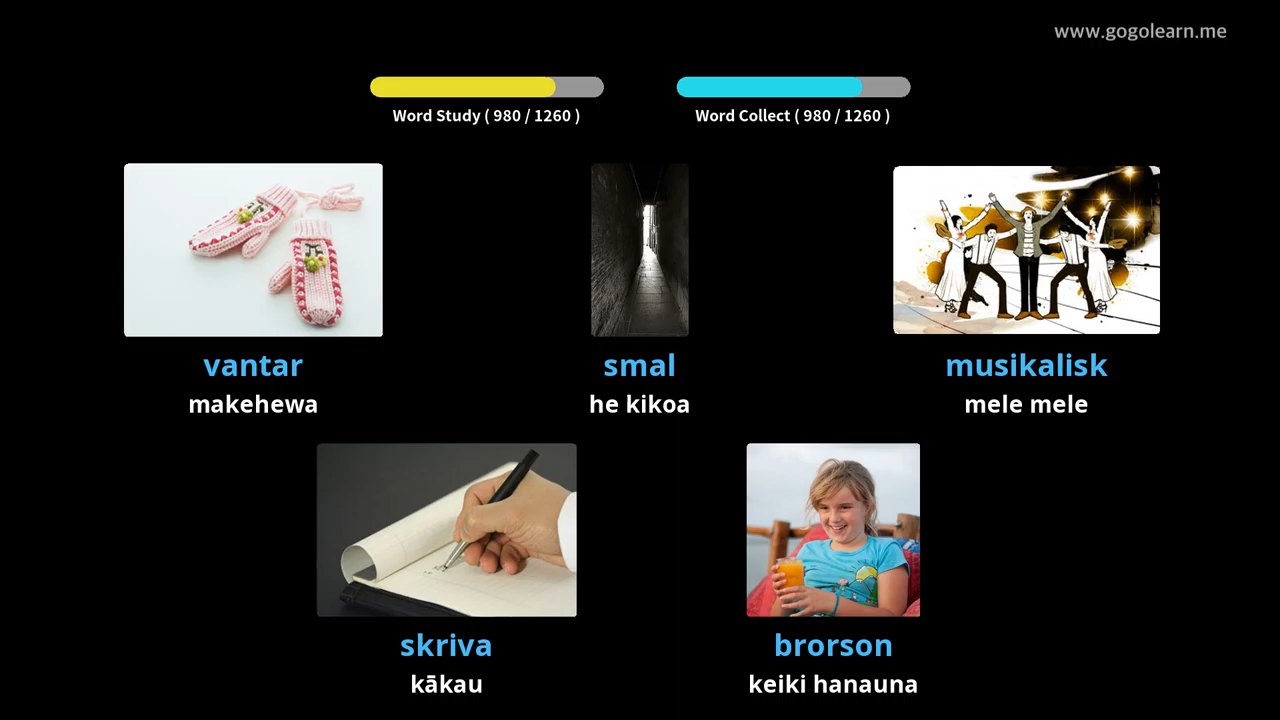 www.gogolearn.me
Word Study ( 980 / 1260 )
Word Collect ( 980 / 1260 )
vantar
makehewa
smal
he kikoa
musikalisk
mele mele
skriva
kākau
brorson
keiki hanauna